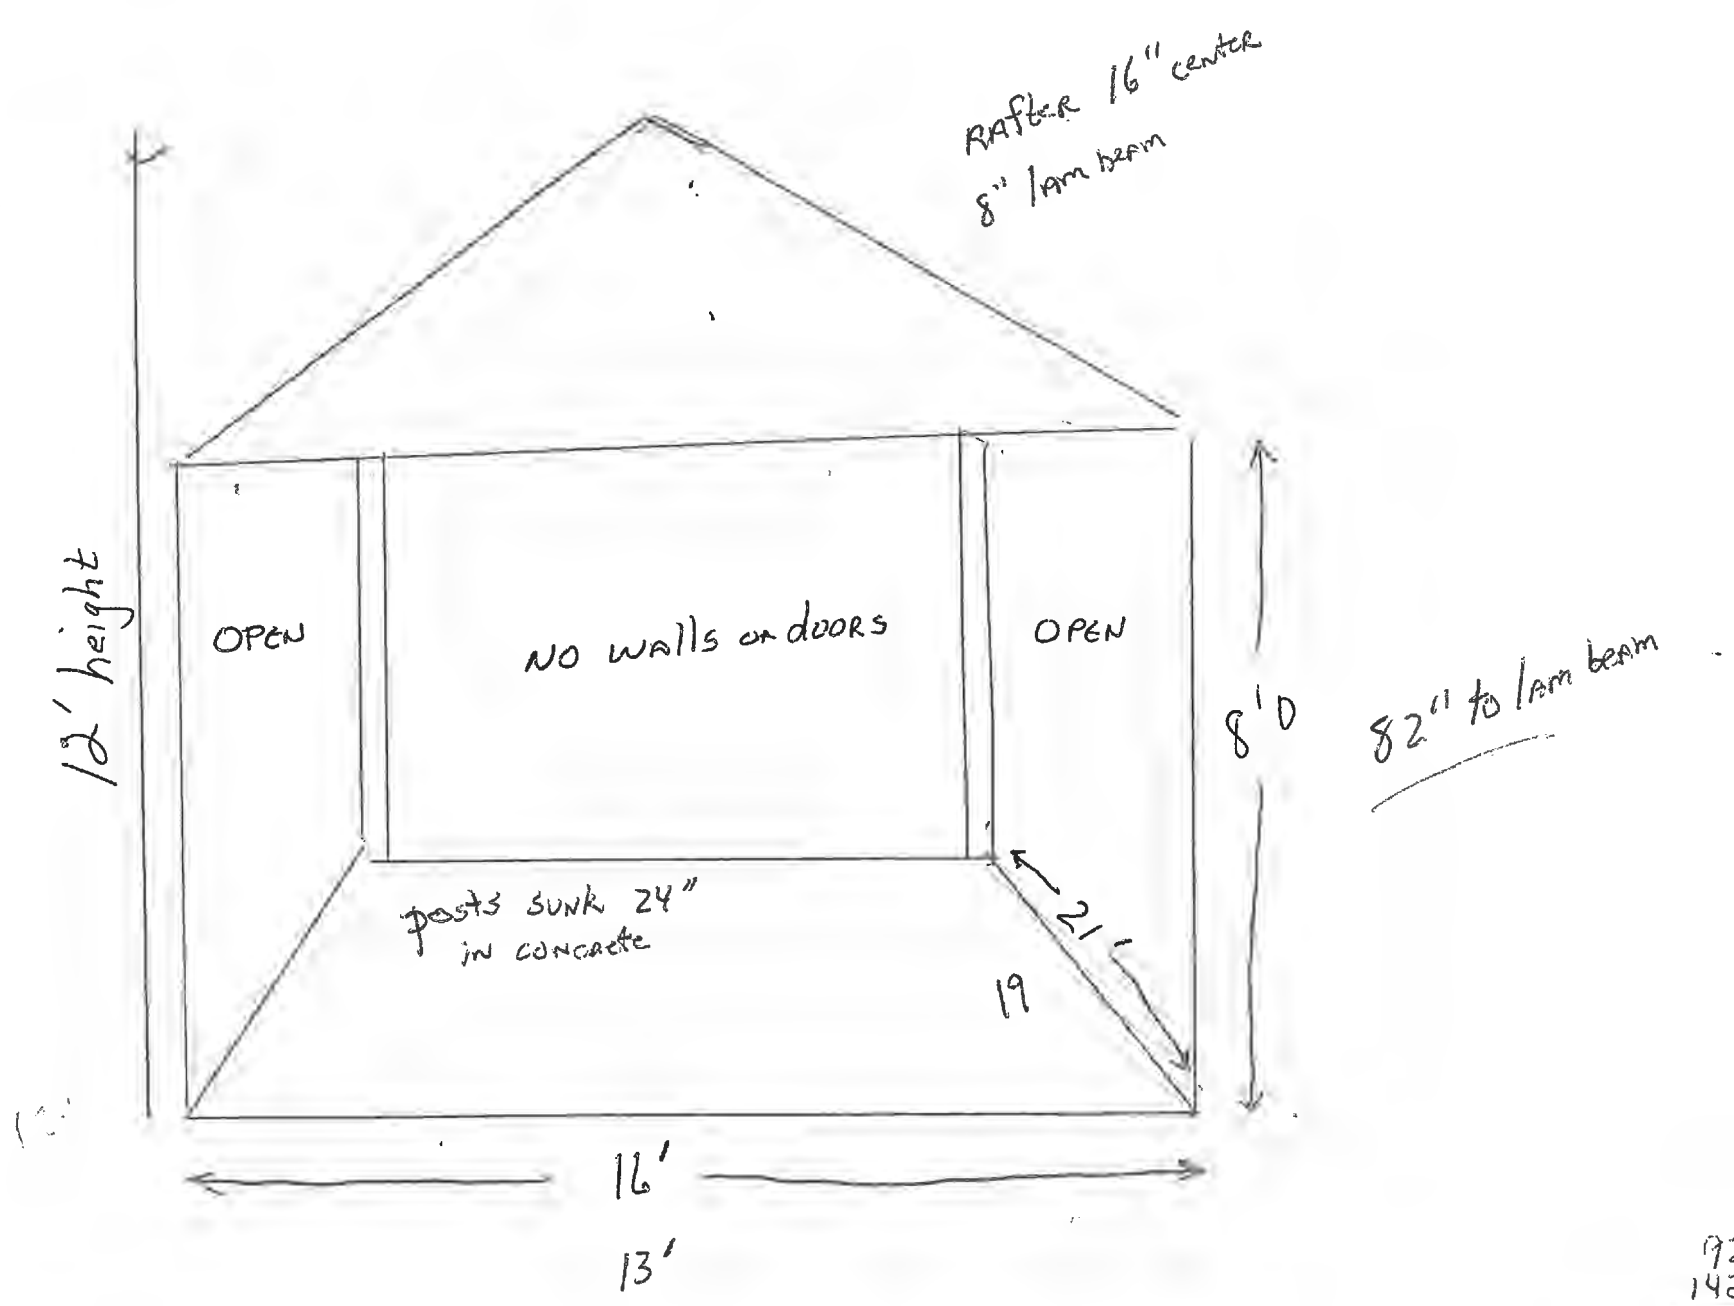 RAfteR 16" center
8" lam beam
12' height
OPEN
NO WAlls OR dOORS
OPEN
8'0
82" to lam beam
posts sunk 24"
IN CONCRete
21'
19
16'
13'